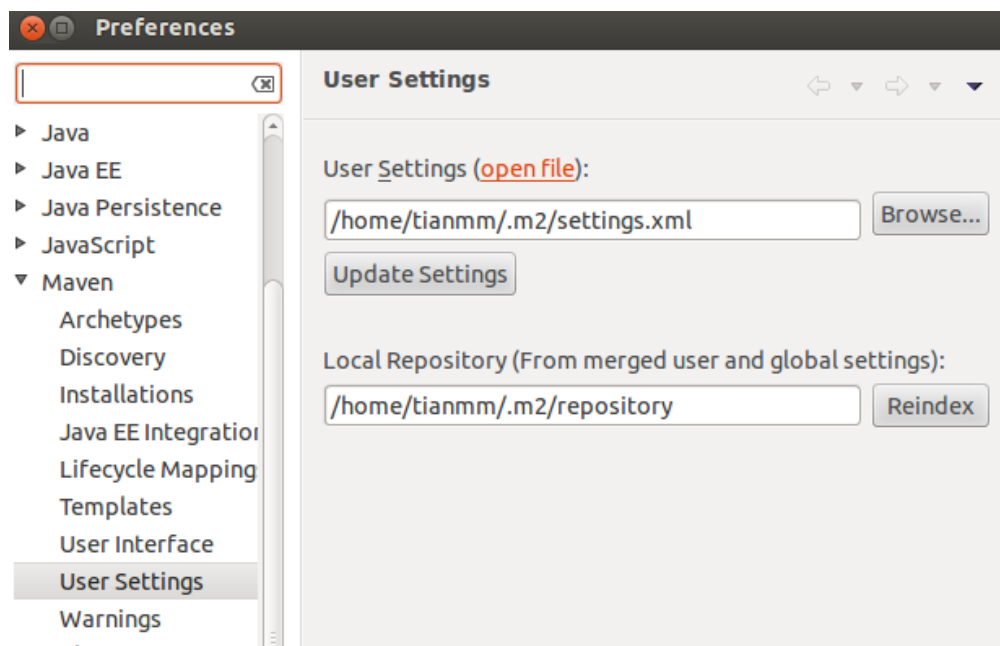 Preferences
Java
Java EE
Java Persistence
JavaScript
Maven
Archetypes
Discovery
Installations
Java EE Integration
Lifecycle Mapping
Templates
User Interface
User Settings
Warnings
User Settings
User Settings (open file):
/home/tianmm/.m2/settings.xml
Browse...
Update Settings
Local Repository (From merged user and global settings):
/home/tianmm/.m2/repository
Reindex